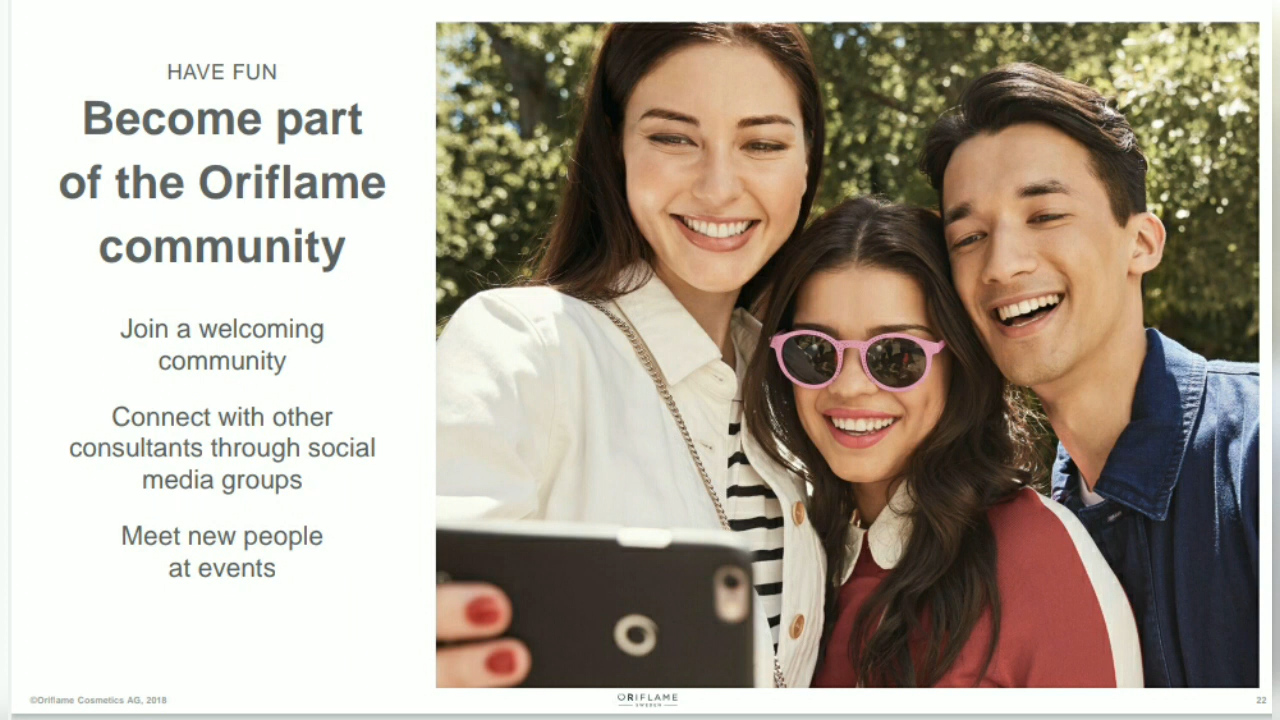 HAVE FUN
Become part
of the Oriflame
community
Join a welcoming
community
Connect with other
consultants through social
media groups
Meet new people
at events
©Oriflame Cosmetics AG, 2018
ORIFLAME
SWEDEN
22